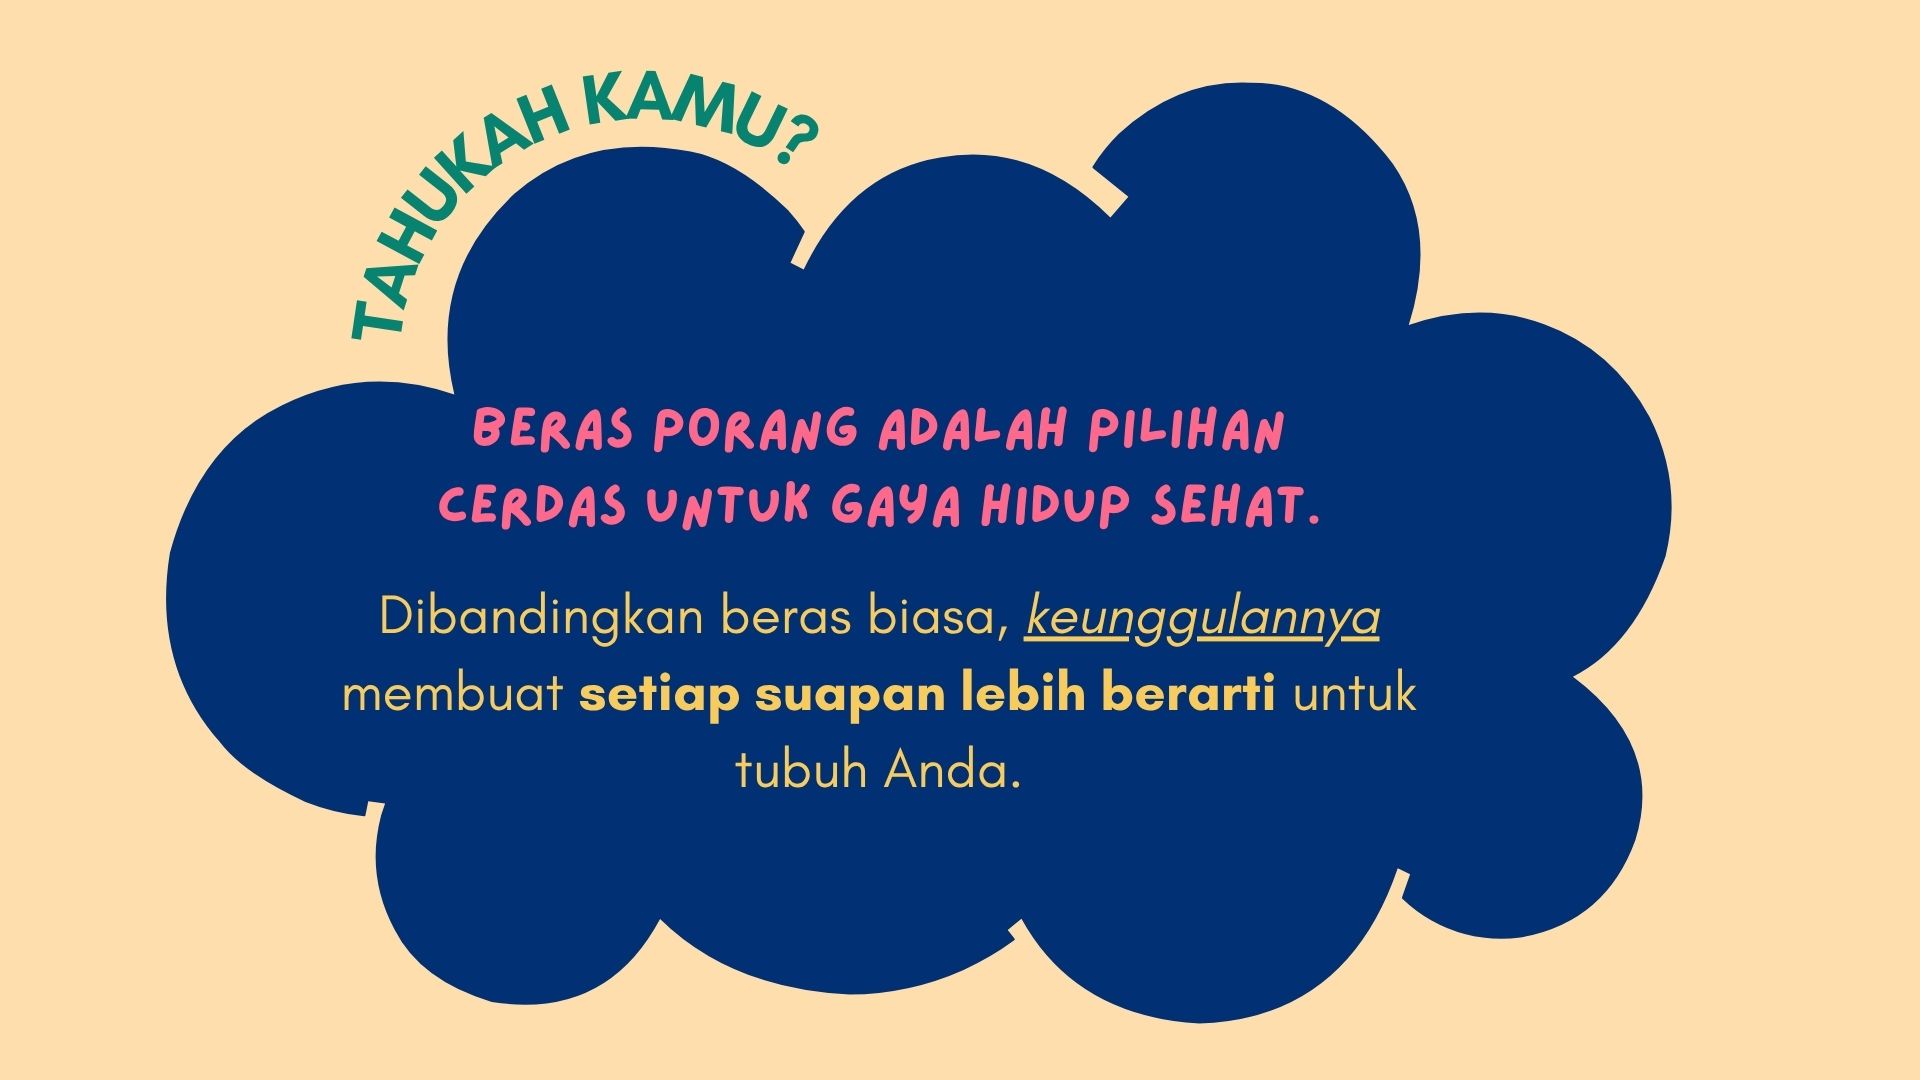 TAHUKAH KAMU?
BERAS PORANG ADALAH PILIHAN
CERDAS UNTUK GAYA HIDUP SEHAT.
Dibandingkan beras biasa, keunggulannya
membuat setiap suapan lebih berarti untuk
tubuh Anda.